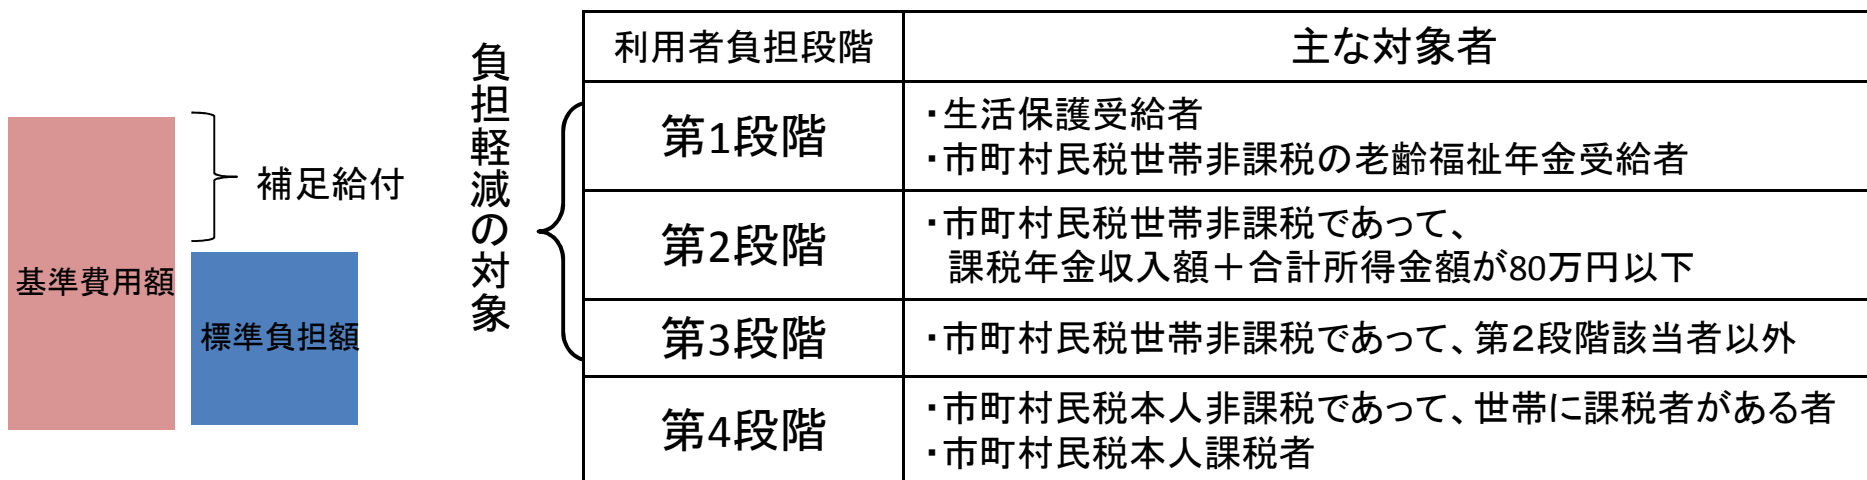 基準費用額
補足給付
標準負担額
負担軽減の対象
利用者負担段階
主な対象者
第1段階
・生活保護受給者
・市町村民税世帯非課税の老齢福祉年金受給者
第2段階
・市町村民税世帯非課税であって、
課税年金収入額＋合計所得金額が80万円以下
第3段階
・市町村民税世帯非課税であって、第２段階該当者以外
第4段階
・市町村民税本人非課税であって、世帯に課税者がある者
・市町村民税本人課税者